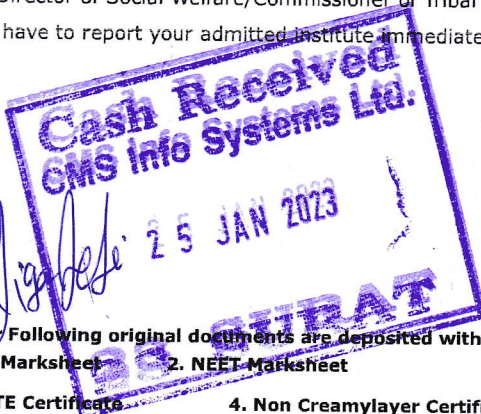 Director of Social Welfare/Commissioner of Tribal
have to report your admitted institute immediate
Cash Received
CMS Info Systems Ltd.
25 JAN 2023
SURAT
Following original documents are deposited with
Marksheet 2. NEET Marksheet
TE Certificate 4. Non Creamylayer Certifi